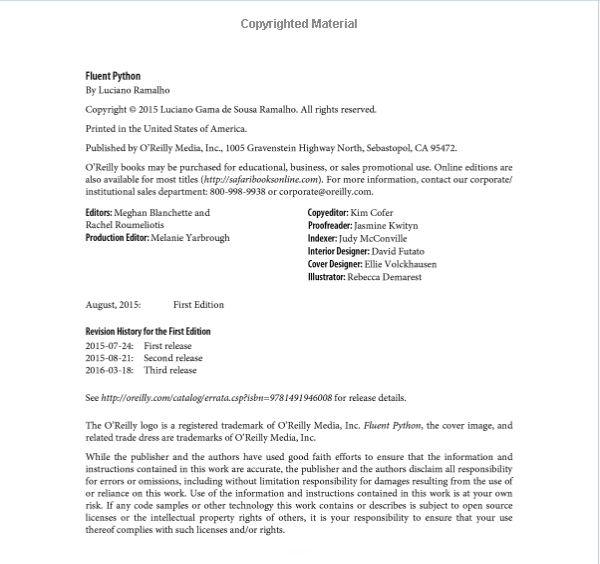 Copyrighted Material
Fluent Python
By Luciano Ramalho
Copyright © 2015 Luciano Gama de Sousa Ramalho. All rights reserved.
Printed in the United States of America.
Published by O'Reilly Media, Inc., 1005 Gravenstein Highway North, Sebastopol, CA 95472.
O'Reilly books may be purchased for educational, business, or sales promotional use. Online editions are
also available for most titles (http://safaribooksonline.com). For more information, contact our corporate/
institutional sales department: 800-998-9938 or corporate@oreilly.com.
Editors: Meghan Blanchette and
Rachel Roumeliotis
Production Editor: Melanie Yarbrough
Copyeditor: Kim Cofer
Proofreader: Jasmine Kwityn
Indexer: Judy McConville
Interior Designer: David Futato
Cover Designer: Ellie Volckhausen
Illustrator: Rebecca Demarest
August, 2015: First Edition
Revision History for the First Edition
2015-07-24: First release
2015-08-21: Second release
2016-03-18: Third release
See http://oreilly.com/catalog/errata.csp?isbn=9781491946008 for release details.
The O'Reilly logo is a registered trademark of O'Reilly Media, Inc. Fluent Python, the cover image, and
related trade dress are trademarks of O'Reilly Media, Inc.
While the publisher and the authors have used good faith efforts to ensure that the information and
instructions contained in this work are accurate, the publisher and the authors disclaim all responsibility
for errors or omissions, including without limitation responsibility for damages resulting from the use of
or reliance on this work. Use of the information and instructions contained in this work is at your own
risk. If any code samples or other technology this work contains or describes is subject to open source
licenses or the intellectual property rights of others, it is your responsibility to ensure that your use
thereof complies with such licenses and/or rights.